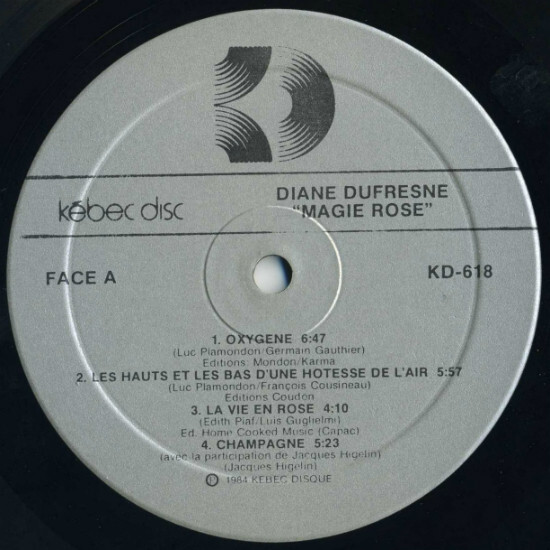 kébec disc
DIANE DUFRESNE
"MAGIE ROSE"
FACE A
KD-618
1. OXYGENE 6:47
(Luc Plamondon/Germain Gauthier)
Editions: Mondon/Karma
2. LES HAUTS ET LES BAS D'UNE HOTESSE DE L'AIR 5:57
(Luc Plamondon/François Cousineau)
Editions Coudon
3. LA VIE EN ROSE 4:10
(Edith Piaf/Luis Guglielmi)
Ed. Home Cooked Music (Capac)
4. CHAMPAGNE 5:23
(avec la participation de Jacques Higelin)
(Jacques Higelin)
Ⓟ 1984 KEBEC DISQUE